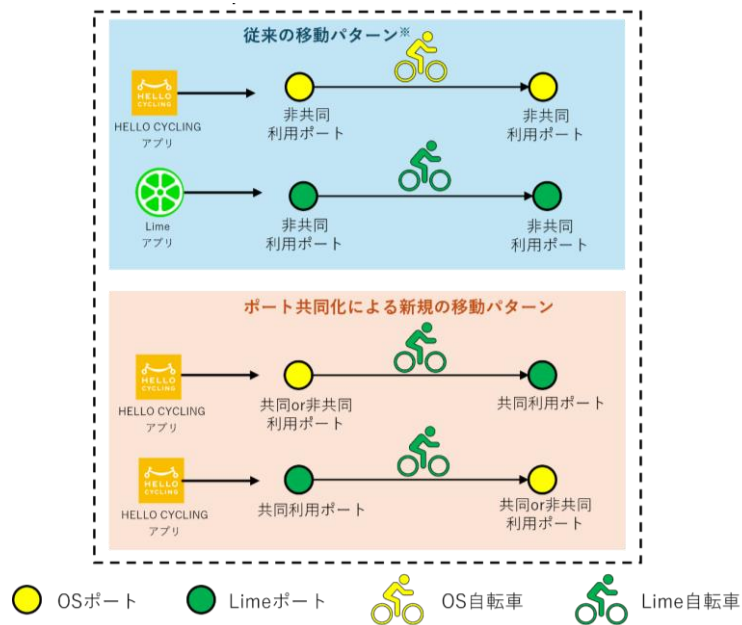 従来の移動パターン※
HELLO
CYCLING
HELLO CYCLING
アプリ
非共同
利用ポート
非共同
利用ポート
Lime
アプリ
非共同
利用ポート
非共同
利用ポート
ポート共同化による新規の移動パターン
HELLO
CYCLING
HELLO CYCLING
アプリ
共同or非共同
利用ポート
共同利用ポート
HELLO
CYCLING
HELLO CYCLING
アプリ
共同利用ポート
共同or非共同
利用ポート
OSポート
Limeポート
OS自転車
Lime自転車